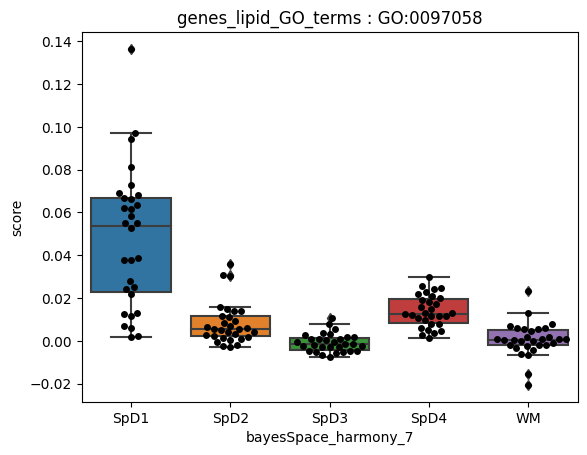 genes_lipid_GO_terms : GO:0097058
0.14
0.12
0.10
0.08
0.06
0.04
0.02
0.00
−0.02
score
SpD1 SpD2 SpD3 SpD4 WM
bayesSpace_harmony_7